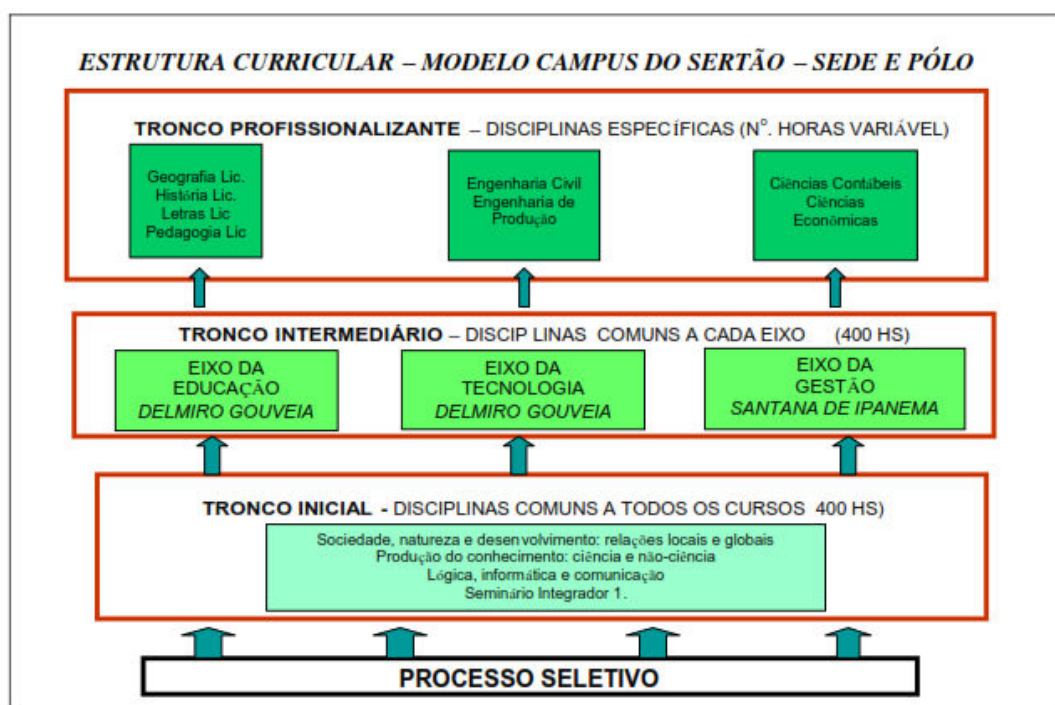 ESTRUTURA CURRICULAR – MODELO CAMPUS DO SERTÃO – SEDE E PÓLO
TRONCO PROFISSIONALIZANTE – DISCIPLINAS ESPECÍFICAS (Nº. HORAS VARIÁVEL)
Geografia Lic.
História Lic.
Letras Lic
Pedagogia Lic
Engenharia Civil
Engenharia de
Produção
Ciências Contábeis
Ciências
Econômicas
TRONCO INTERMEDIÁRIO – DISCIP LINAS COMUNS A CADA EIXO (400 HS)
EIXO DA
EDUCAÇÃO
DELMIRO GOUVEIA
EIXO DA
TECNOLOGIA
DELMIRO GOUVEIA
EIXO DA
GESTÃO
SANTANA DE IPANEMA
TRONCO INICIAL - DISCIPLINAS COMUNS A TODOS OS CURSOS 400 HS)
Sociedade, natureza e desen volvimento: relações locais e globais
Produção do conhecimento: ciência e não-ciência
Lógica, informática e comunicação
Seminário Integrador 1.
PROCESSO SELETIVO